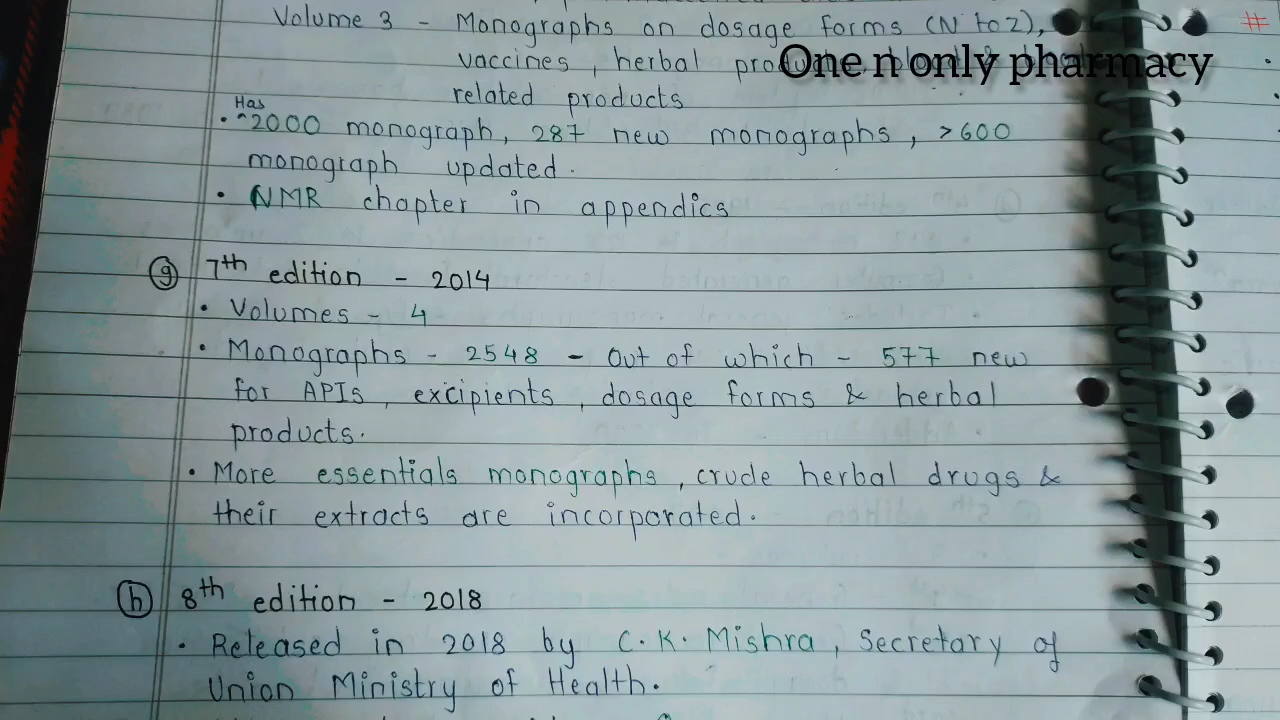 Volume 3 - Monographs on dosage forms (N to Z),
vaccines, herbal
One n only pharmacy
related products
Has
• ^2000 monograph, 287 new monographs, >600
monograph updated.
• NMR chapter in appendics
#
(g) 7th edition - 2014
• Volumes - 4
• Monographs - 2548 - Out of which - 577 new
for APIs, excipients, dosage forms & herbal
products.
• More essentials monographs, crude herbal drugs &
their extracts are incorporated.
(h) 8th edition - 2018
• Released in 2018 by C.K. Mishra, Secretary of
Union Ministry of Health.